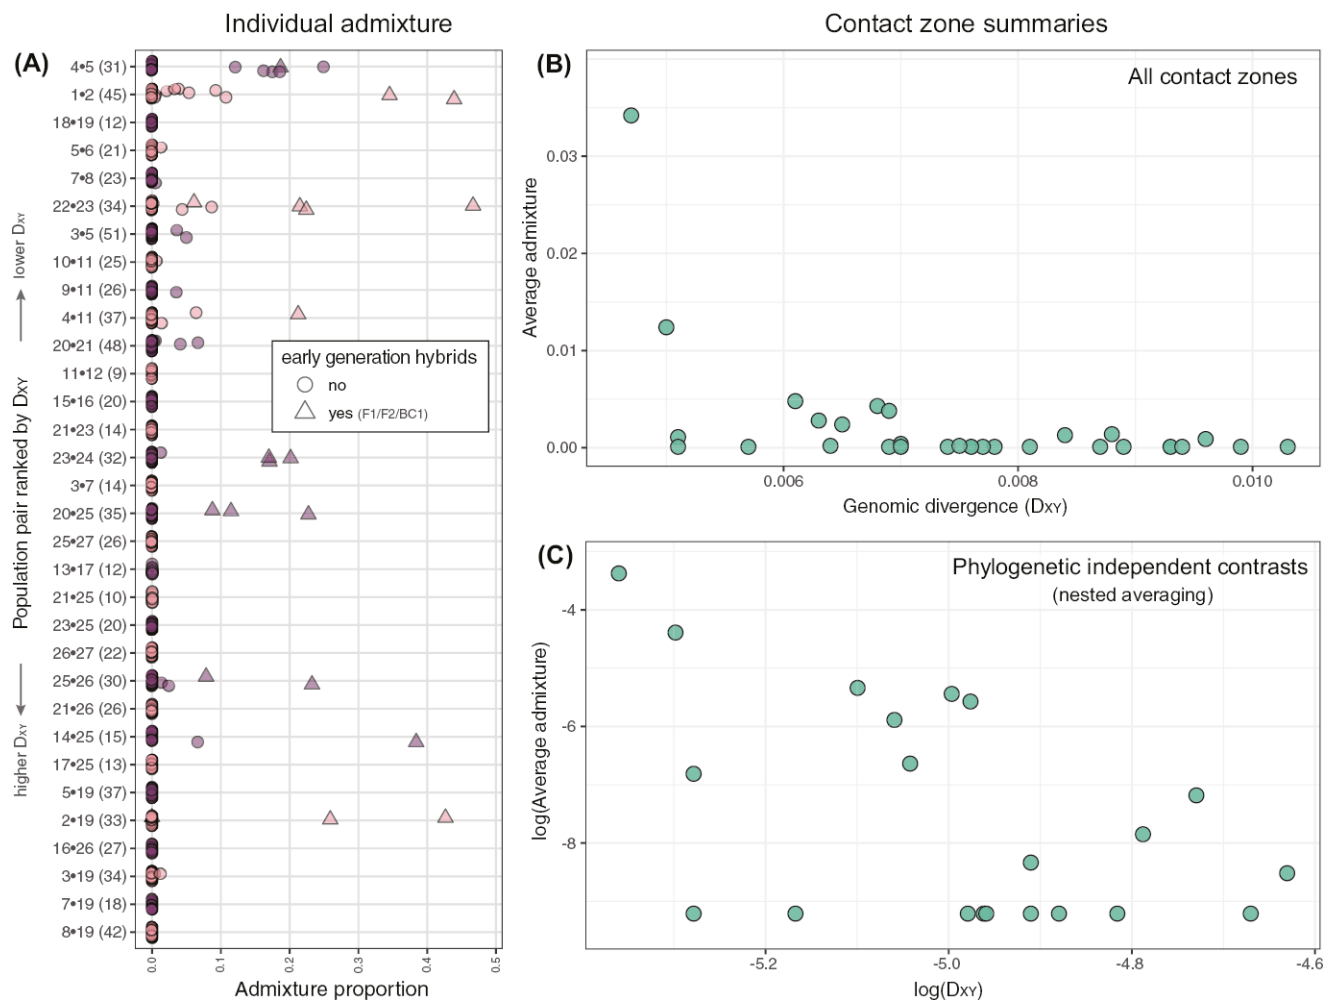 Individual admixture
Contact zone summaries
(A)
4•5 (31)
1•2 (45)
18•19 (12)
5•6 (21)
7•8 (23)
22•23 (34)
3•5 (51)
10•11 (25)
9•11 (26)
4•11 (37)
20•21 (48)
11•12 (9)
15•16 (20)
21•23 (14)
23•24 (32)
3•7 (14)
20•25 (35)
25•27 (26)
13•17 (12)
21•25 (10)
23•25 (20)
26•27 (22)
25•26 (30)
21•26 (26)
14•25 (15)
17•25 (13)
5•19 (37)
2•19 (33)
16•26 (27)
3•19 (34)
7•19 (18)
8•19 (42)
lower DXY
Population pair ranked by DXY
higher DXY
early generation hybrids
no
yes (F1/F2/BC1)
0.0
0.1
0.2
0.3
0.4
0.5
Admixture proportion
(B)
All contact zones
0.03
0.02
0.01
0.00
Average admixture
0.006
0.008
0.010
Genomic divergence (DXY)
(C)
Phylogenetic independent contrasts
(nested averaging)
-4
-6
-8
log(Average admixture)
-5.2
-5.0
-4.8
-4.6
log(DXY)